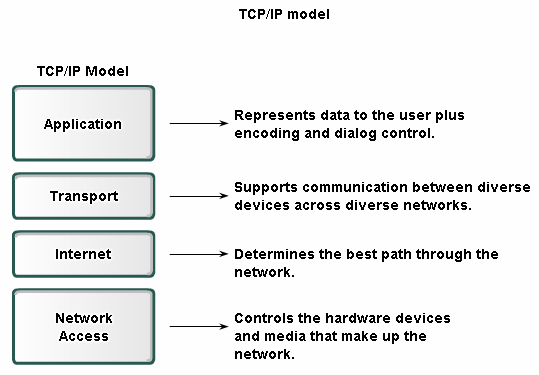 TCP/IP model
TCP/IP Model
Application
Represents data to the user plus
encoding and dialog control.
Transport
Supports communication between diverse
devices across diverse networks.
Internet
Determines the best path through the
network.
Network
Access
Controls the hardware devices
and media that make up the
network.